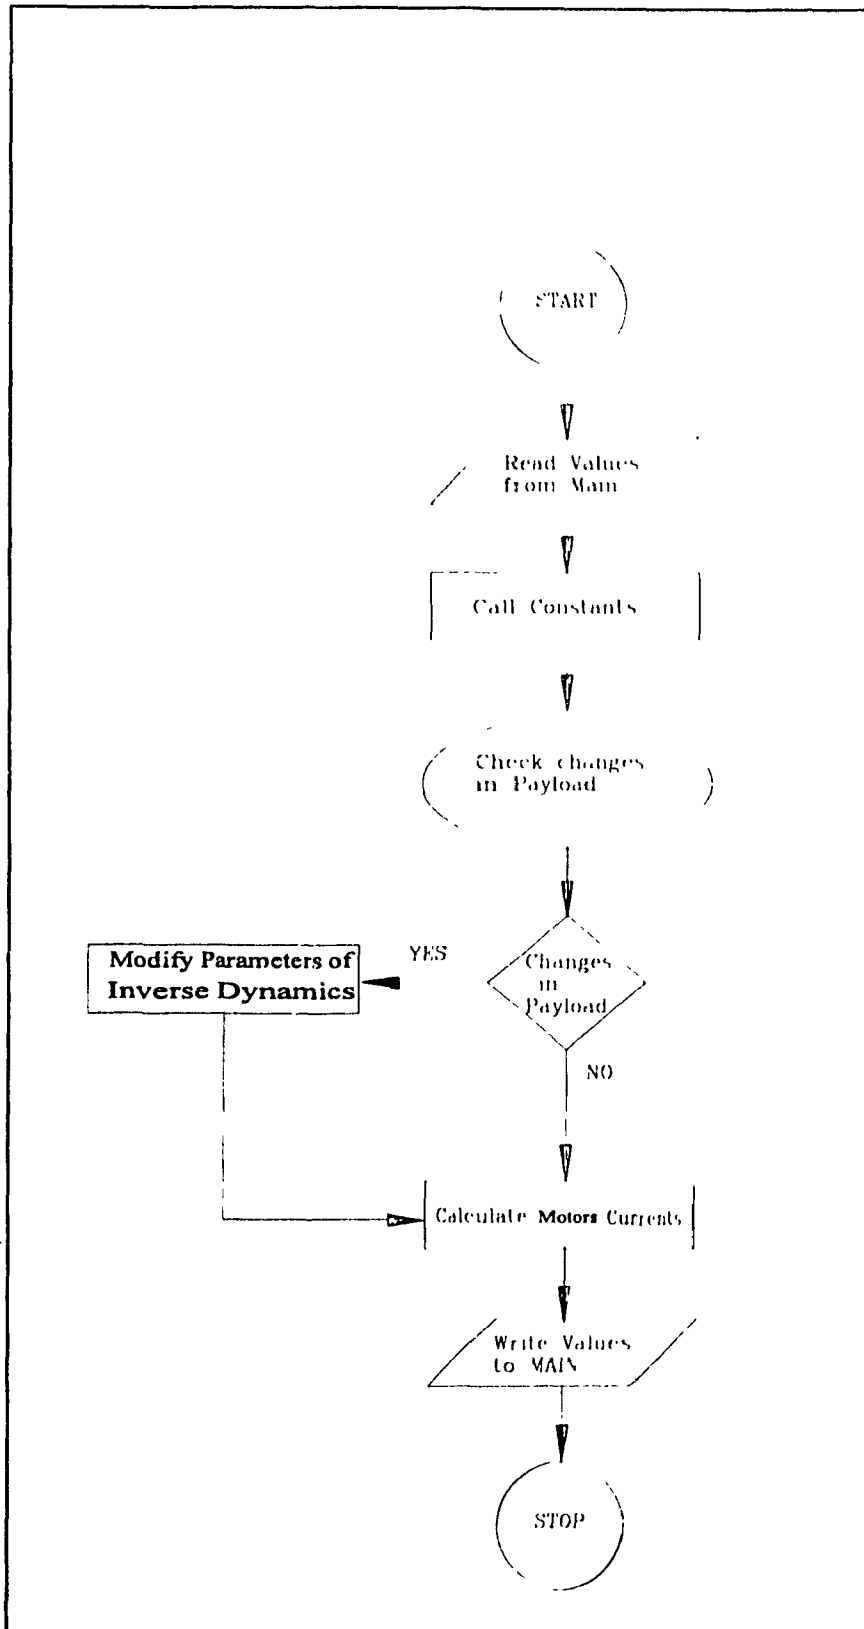 START
Read Values
from Main
Call Constants
Check changes
in Payload
Changes
in
Payload
YES
Modify Parameters of
Inverse Dynamics
NO
Calculate Motors Currents
Write Values
to MAIN
STOP